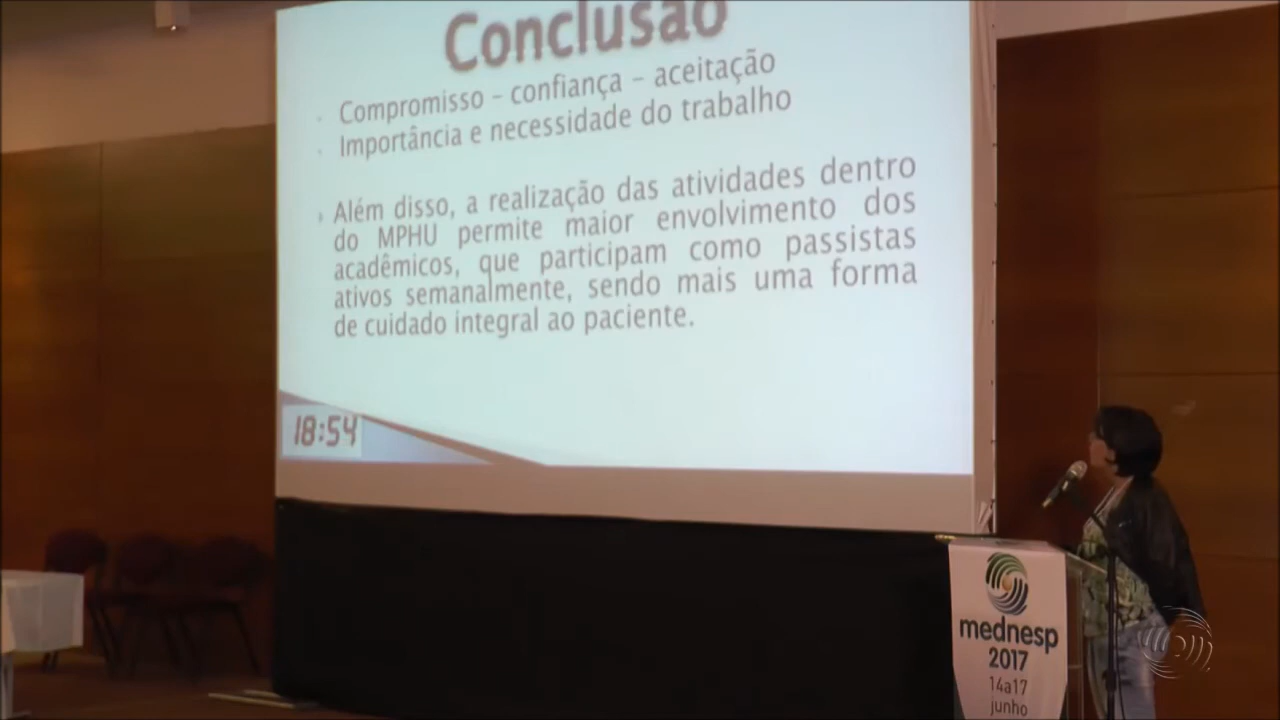 Conclusão
Compromisso – confiança – aceitação
Importância e necessidade do trabalho
Além disso, a realização das atividades dentro
do MPHU permite maior envolvimento dos
acadêmicos, que participam como passistas
ativos semanalmente, sendo mais uma forma
de cuidado integral ao paciente.
18:54
mednesp
2017
14a17
junho